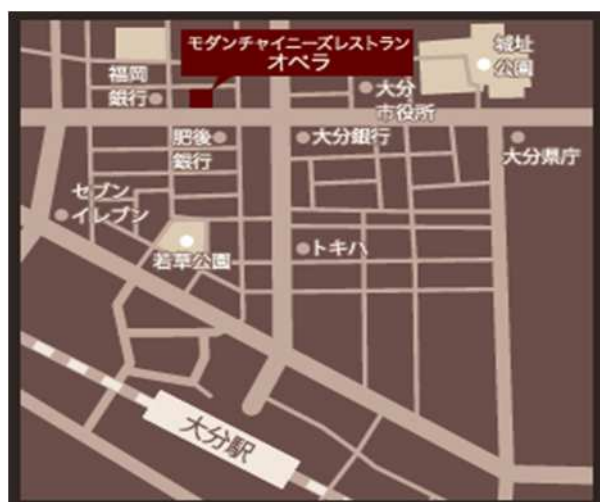 モダンチャイニーズレストラン
オペラ
城址
公園
福岡
銀行
大分
市役所
肥後
銀行
大分銀行
大分県庁
セブン
イレブン
若草公園
トキハ
大分駅